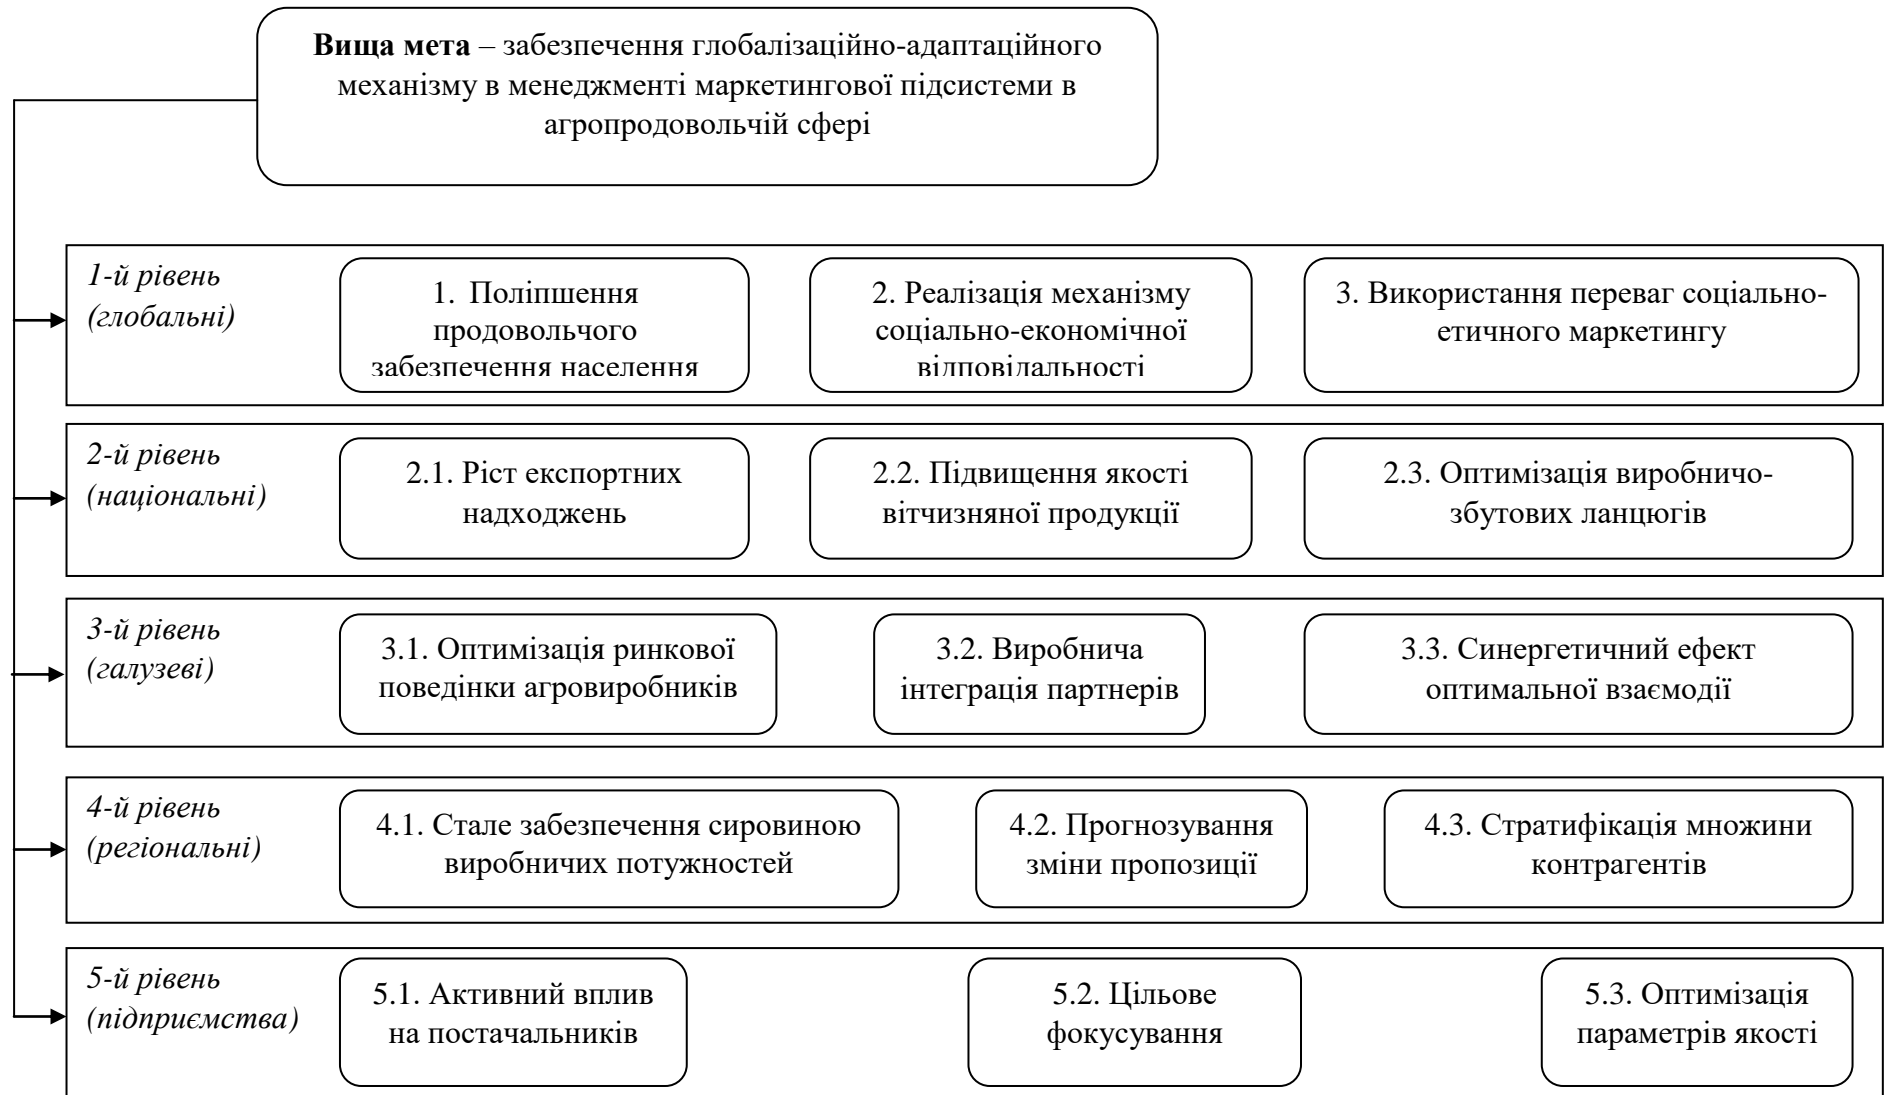 Вища мета – забезпечення глобалізаційно-адаптаційного
механізму в менеджменті маркетингової підсистеми в
агропродовольчій сфері
1-й рівень
(глобальні)
1. Поліпшення
продовольчого
забезпечення населення
2. Реалізація механізму
соціально-економічної
відповідальності
3. Використання переваг соціально-
етичного маркетингу
2-й рівень
(національні)
2.1. Ріст експортних
надходжень
2.2. Підвищення якості
вітчизняної продукції
2.3. Оптимізація виробничо-
збутових ланцюгів
3-й рівень
(галузеві)
3.1. Оптимізація ринкової
поведінки агровиробників
3.2. Виробнича
інтеграція партнерів
3.3. Синергетичний ефект
оптимальної взаємодії
4-й рівень
(регіональні)
4.1. Стале забезпечення сировиною
виробничих потужностей
4.2. Прогнозування
зміни пропозиції
4.3. Стратифікація множини
контрагентів
5-й рівень
(підприємства)
5.1. Активний вплив
на постачальників
5.2. Цільове
фокусування
5.3. Оптимізація
параметрів якості